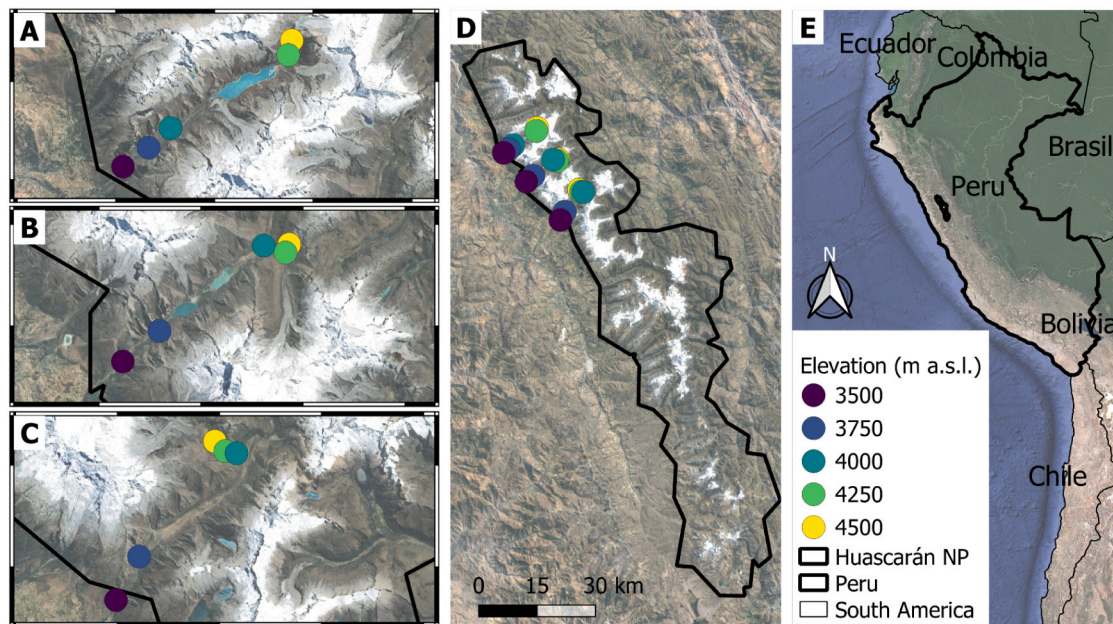 A
B
C
D
0 15 30 km
E
Ecuador
Colombia
Brasil
Peru
N
Bolivia
Chile
Elevation (m a.s.l.)
3500
3750
4000
4250
4500
Huascarán NP
Peru
South America